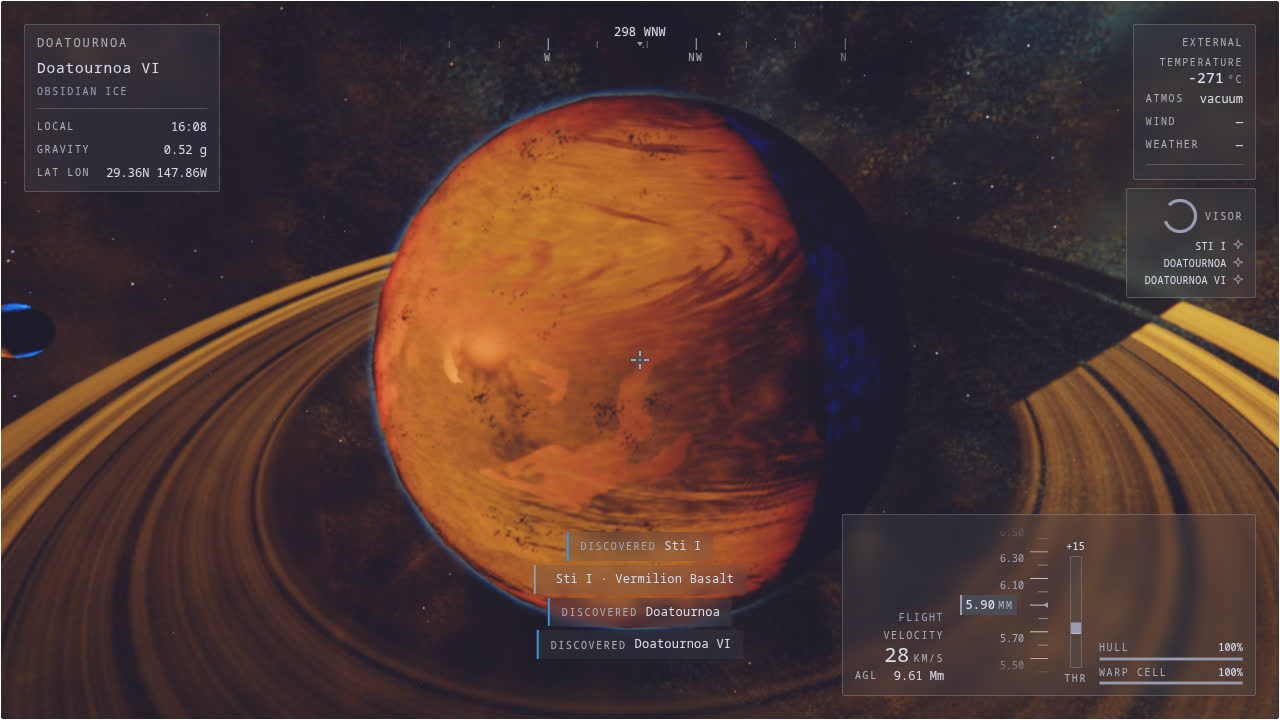 DOATOURNOA
Doatournoa VI
OBSIDIAN ICE
LOCAL 16:08
GRAVITY 0.52 g
LAT LON 29.36N 147.86W
298 WNW
W NW N
EXTERNAL
TEMPERATURE
-271 °C
ATMOS vacuum
WIND —
WEATHER —
VISOR
STI I
DOATOURNOA
DOATOURNOA VI
DISCOVERED Sti I
Sti I · Vermilion Basalt
DISCOVERED Doatournoa
DISCOVERED Doatournoa VI
FLIGHT
VELOCITY
28 KM/S
AGL 9.61 Mm
6.50
6.30
6.10
5.90 MM
5.70
5.50
+15
THR
HULL 100%
WARP CELL 100%